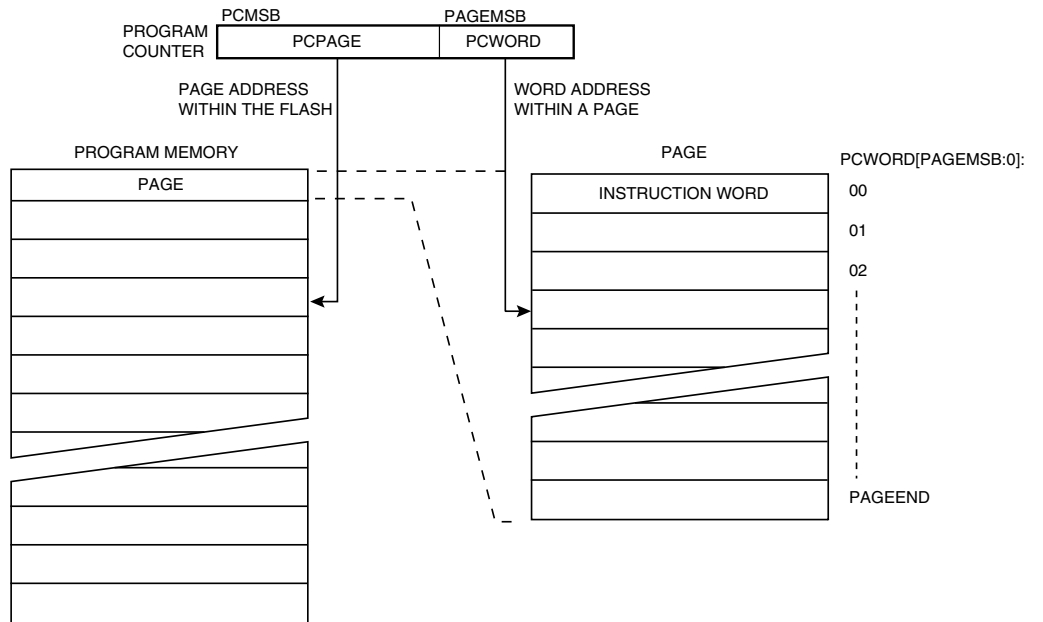 PCMSB
PAGEMSB
PROGRAM
COUNTER
PCPAGE
PCWORD
PAGE ADDRESS
WITHIN THE FLASH
WORD ADDRESS
WITHIN A PAGE
PROGRAM MEMORY
PAGE
PAGE
PCWORD[PAGEMSB:0]:
INSTRUCTION WORD
00
01
02
PAGEEND